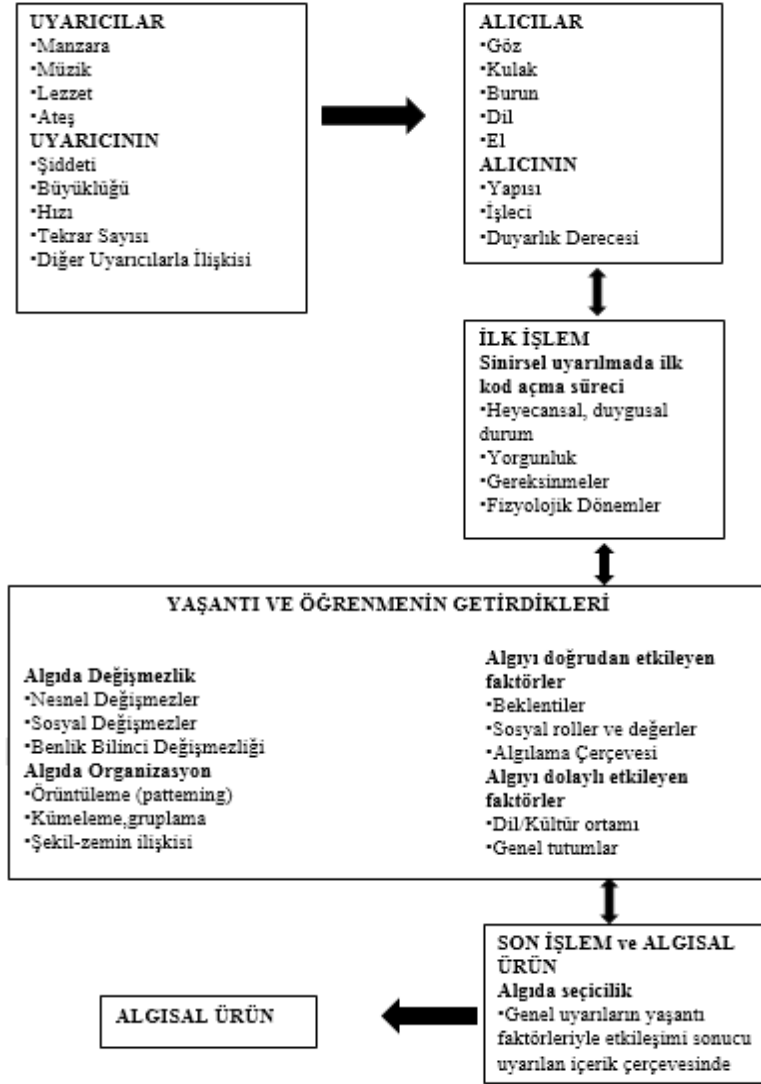 UYARICILAR
•Manzara
•Müzik
•Lezzet
•Ateş
UYARICININ
•Şiddeti
•Büyüklüğü
•Hızı
•Tekrar Sayısı
•Diğer Uyarıcılarla İlişkisi
ALICILAR
•Göz
•Kulak
•Burun
•Dil
•El
ALICININ
•Yapısı
•İşleci
•Duyarlık Derecesi
İLK İŞLEM
Sinirsel uyarılmada ilk
kod açma süreci
•Heyecansal, duygusal
durum
•Yorgunluk
•Gereksinmeler
•Fizyolojik Dönemler
YAŞANTI VE ÖĞRENMENİN GETİRDİKLERİ
Algıda Değişmezlik
•Nesnel Değişmezler
•Sosyal Değişmezler
•Benlik Bilinci Değişmezliği
Algıda Organizasyon
•Örüntüleme (patteming)
•Kümeleme,gruplama
•Şekil-zemin ilişkisi
Algıyı doğrudan etkileyen
faktörler
•Beklentiler
•Sosyal roller ve değerler
•Algılama Çerçevesi
Algıyı dolaylı etkileyen
faktörler
•Dil/Kültür ortamı
•Genel tutumlar
SON İŞLEM ve ALGISAL
ÜRÜN
Algıda seçicilik
•Genel uyarıların yaşantı
faktörleriyle etkileşimi sonucu
uyarılan içerik çerçevesinde
ALGISAL ÜRÜN